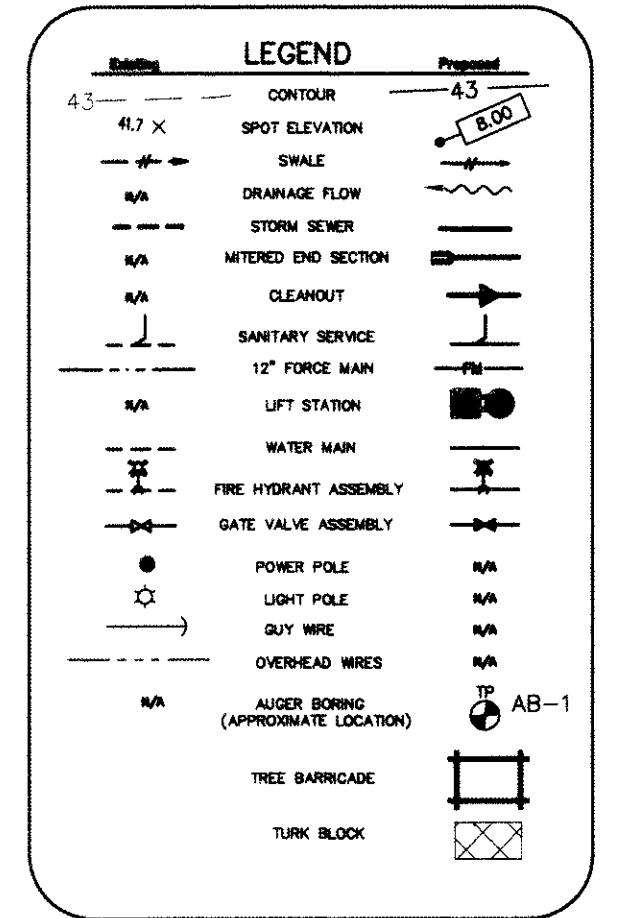 LEGEND
Existing Proposed
43 CONTOUR 43
41.7 SPOT ELEVATION 8.00
SWALE
N/A DRAINAGE FLOW
STORM SEWER
N/A MITERED END SECTION
N/A CLEANOUT
SANITARY SERVICE
12" FORCE MAIN FM
N/A LIFT STATION
WATER MAIN
FIRE HYDRANT ASSEMBLY
GATE VALVE ASSEMBLY
POWER POLE N/A
LIGHT POLE N/A
GUY WIRE N/A
OVERHEAD WIRES N/A
N/A AUGER BORING TP AB-1
(APPROXIMATE LOCATION)
TREE BARRICADE
TURK BLOCK